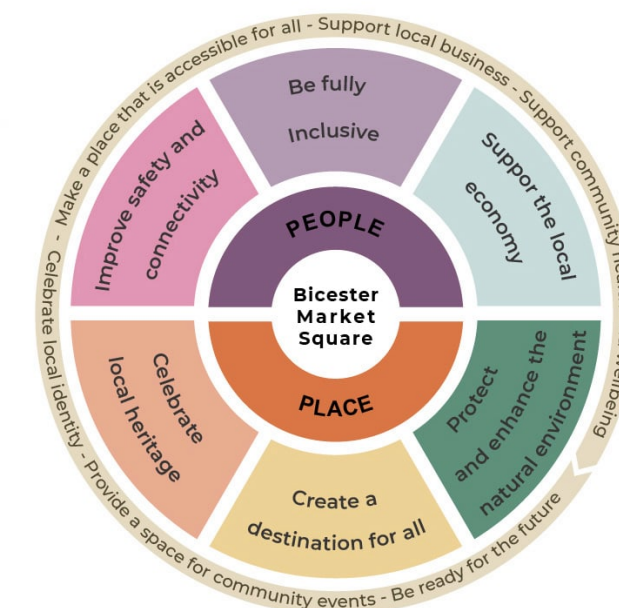 Make a place that is accessible for all - Support local business - Support community
wellbeing
Be ready for the future
Provide a space for community events -
Celebrate local identity -
Be fully
Inclusive
Support the local
economy
Protect
and enhance the
natural environment
Create a
destination for all
Celebrate
local heritage
Improve safety and
connectivity
PEOPLE
Bicester
Market
Square
PLACE